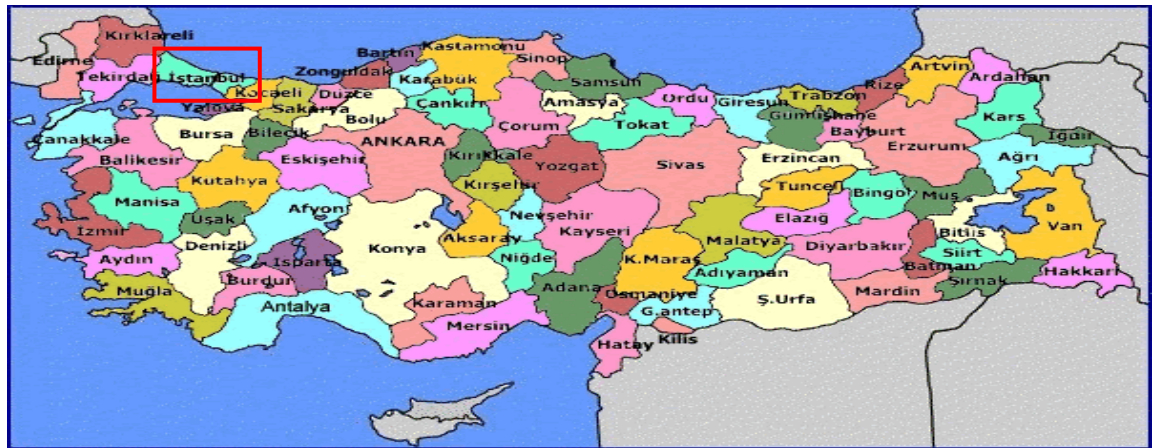 Kırklareli
Edirne
Tekirdağ
İstanbul
Kocaeli
Yalova
Sakarya
Düzce
Zonguldak
Bartın
Karabük
Kastamonu
Sinop
Samsun
Ordu
Giresun
Trabzon
Rize
Artvin
Ardahan
Kars
Iğdır
Çanakkale
Bursa
Bilecik
Bolu
Çankırı
Çorum
Amasya
Tokat
Gümüşhane
Bayburt
Erzurum
Ağrı
Balıkesir
Kutahya
Eskişehir
ANKARA
Kırıkkale
Yozgat
Sivas
Erzincan
Tuncel
Bingol
Muş
Manisa
Uşak
Afyon
Kırşehir
Nevşehir
Kayseri
Malatya
Elazığ
Diyarbakır
Bitlis
Van
İzmir
Aydın
Denizli
Isparta
Konya
Aksaray
Niğde
K.Maraş
Adıyaman
Batman
Siirt
Şırnak
Hakkari
Muğla
Burdur
Antalya
Karaman
Mersin
Adana
Osmaniye
G.antep
Ş.Urfa
Mardin
Hatay
Kilis